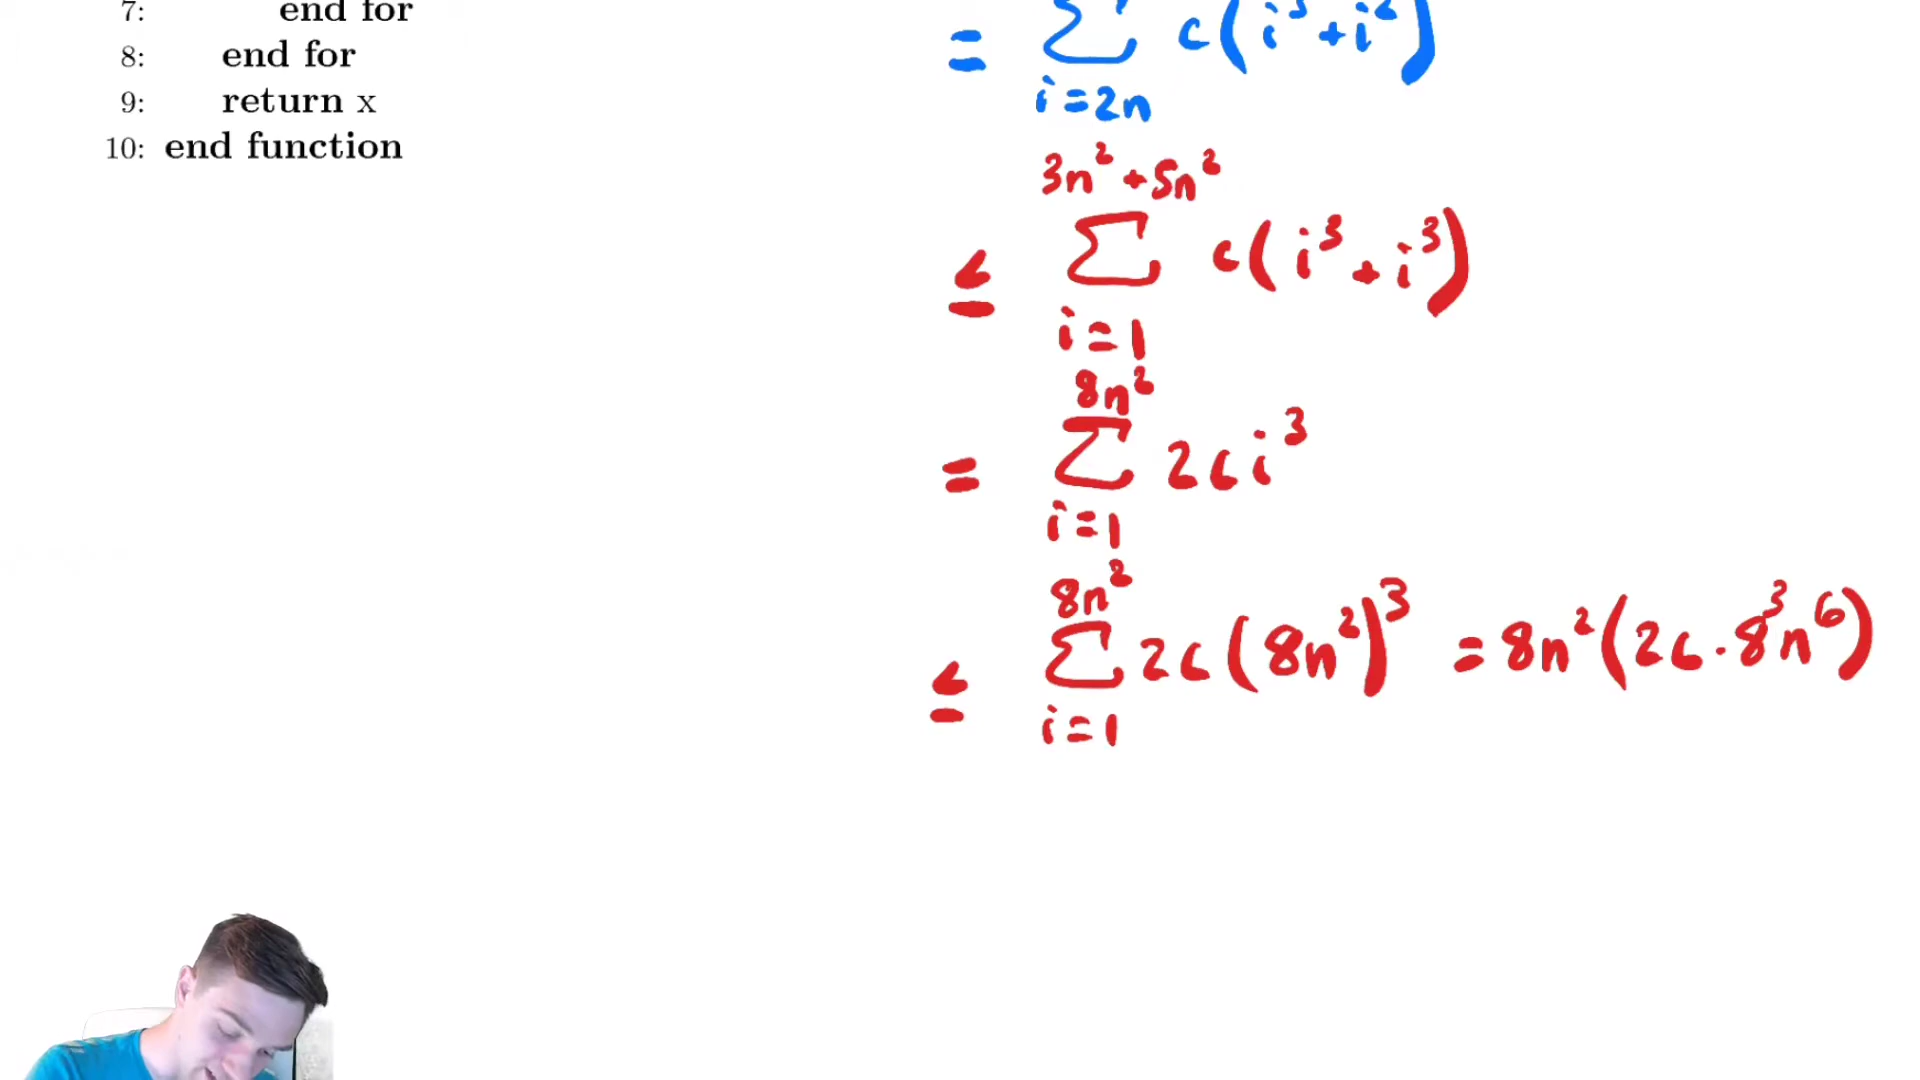 7: end for
8: end for
9: return x
10: end function
= ∑ c(i³+i²)
i=2n
3n²+5n²
≤ ∑ c(i³+i³)
i=1
8n²
= ∑ 2ci³
i=1
8n²
≤ ∑ 2c(8n²)³ = 8n²(2c·8³n⁶)
i=1